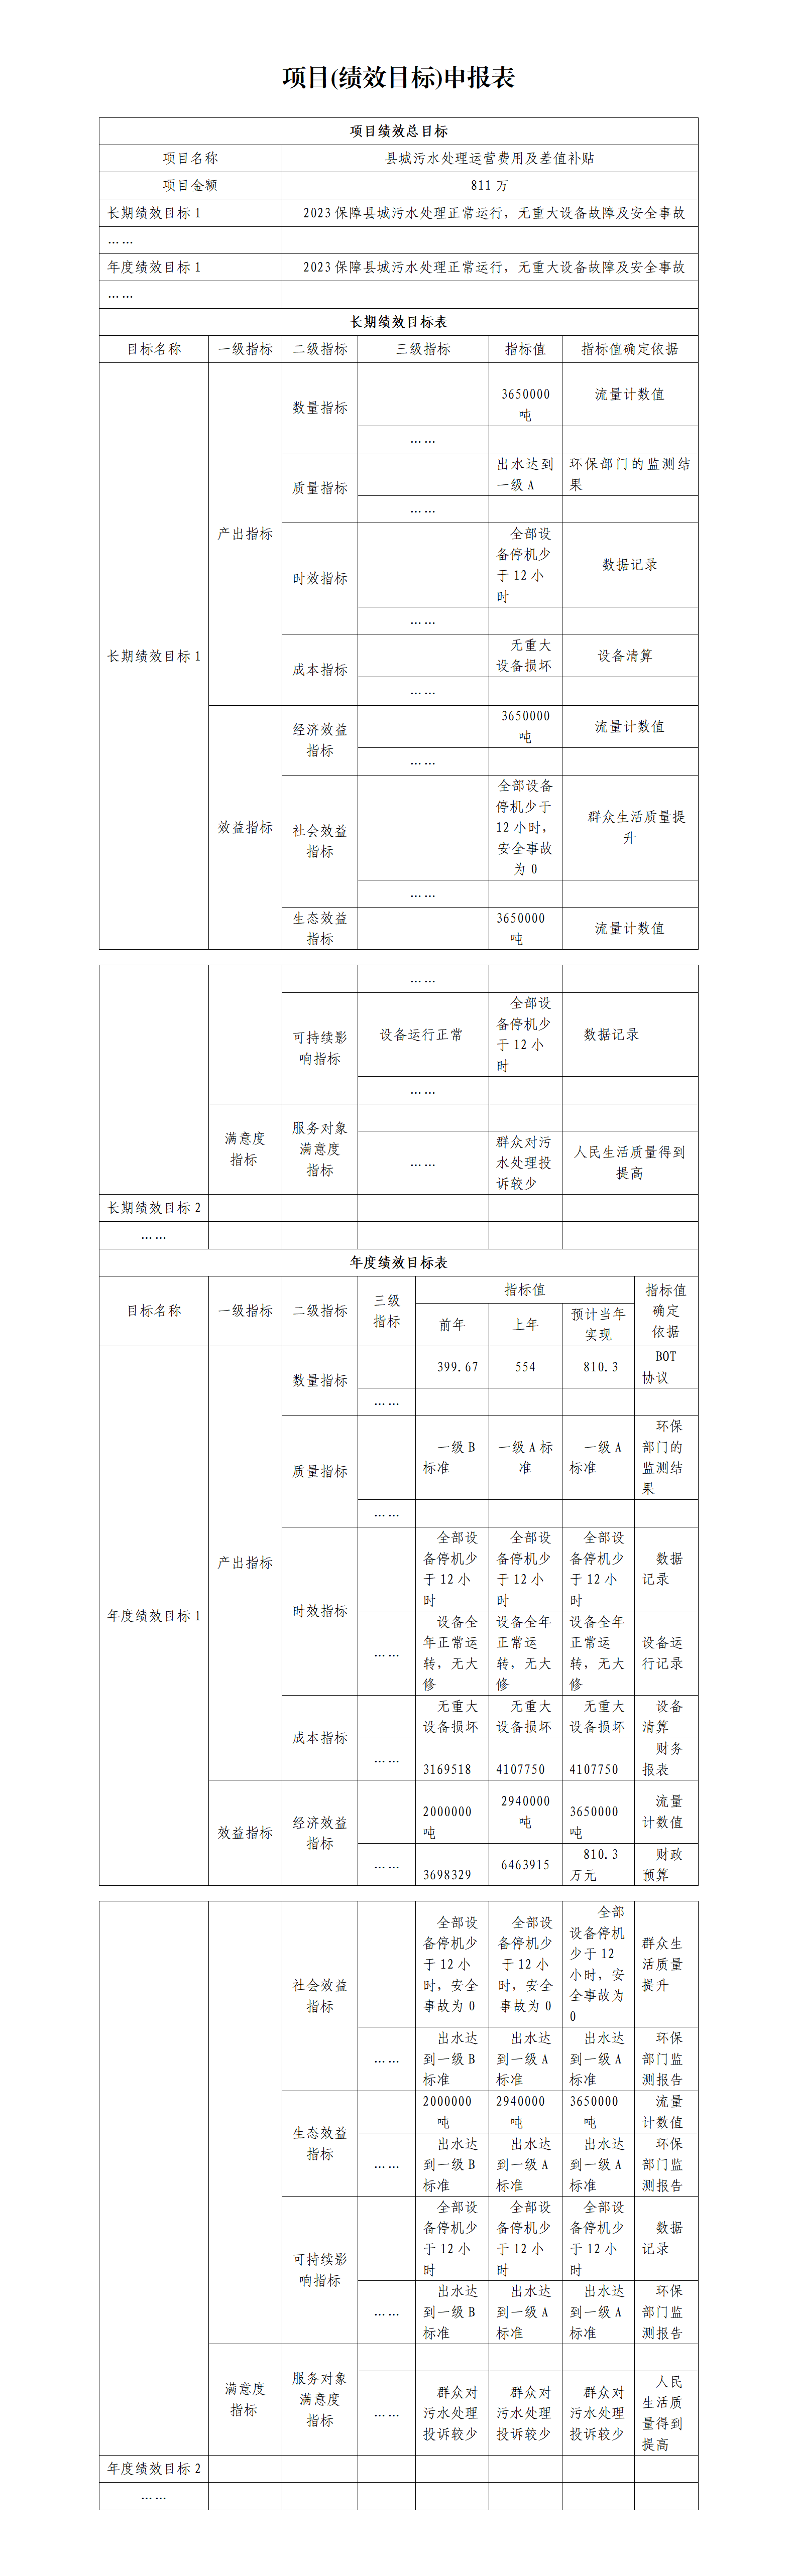 项目(绩效目标)申报表
项目绩效总目标
项目名称 县城污水处理运营费用及差值补贴
项目金额 811 万
长期绩效目标 1 2023 保障县城污水处理正常运行，无重大设备故障及安全事故
……
年度绩效目标 1 2023 保障县城污水处理正常运行，无重大设备故障及安全事故
……
长期绩效目标表
目标名称 一级指标 二级指标 三级指标 指标值 指标值确定依据
长期绩效目标 1
产出指标
数量指标
3650000
吨
流量计数值
……
质量指标
出水达到
一级 A
环保部门的监测结
果
……
时效指标
全部设
备停机少
于 12 小
时
数据记录
……
成本指标
无重大
设备损坏
设备清算
……
效益指标
经济效益
指标
3650000
吨
流量计数值
……
社会效益
指标
全部设备
停机少于
12 小时，
安全事故
为 0
群众生活质量提
升
……
生态效益
指标
3650000
吨
流量计数值
……
可持续影
响指标
设备运行正常
全部设
备停机少
于 12 小
时
数据记录
……
满意度
指标
服务对象
满意度
指标
……
群众对污
水处理投
诉较少
人民生活质量得到
提高
长期绩效目标 2
……
年度绩效目标表
目标名称 一级指标 二级指标
三级
指标
指标值
前年 上年
预计当年
实现
指标值
确定
依据
年度绩效目标 1
产出指标
数量指标
399.67 554 810.3
BOT
协议
……
质量指标
一级 B
标准
一级 A 标
准
一级 A
标准
环保
部门的
监测结
果
……
时效指标
全部设
备停机少
于 12 小
时
全部设
备停机少
于 12 小
时
全部设
备停机少
于 12 小
时
数据
记录
……
设备全
年正常运
转，无大
修
设备全年
正常运
转，无大
修
设备全年
正常运
转，无大
修
设备运
行记录
成本指标
无重大
设备损坏
无重大
设备损坏
无重大
设备损坏
设备
清算
……
3169518 4107750 4107750
财务
报表
效益指标
经济效益
指标
2000000
吨
2940000
吨
3650000
吨
流量
计数值
……
3698329 6463915
810.3
万元
财政
预算
社会效益
指标
全部设
备停机少
于 12 小
时，安全
事故为 0
全部设
备停机少
于 12 小
时，安全
事故为 0
全部
设备停机
少于 12
小时，安
全事故为
0
群众生
活质量
提升
……
出水达
到一级 B
标准
出水达
到一级 A
标准
出水达
到一级 A
标准
环保
部门监
测报告
生态效益
指标
2000000
吨
2940000
吨
3650000
吨
流量
计数值
……
出水达
到一级 B
标准
出水达
到一级 A
标准
出水达
到一级 A
标准
环保
部门监
测报告
可持续影
响指标
全部设
备停机少
于 12 小
时
全部设
备停机少
于 12 小
时
全部设
备停机少
于 12 小
时
数据
记录
……
出水达
到一级 B
标准
出水达
到一级 A
标准
出水达
到一级 A
标准
环保
部门监
测报告
满意度
指标
服务对象
满意度
指标
……
群众对
污水处理
投诉较少
群众对
污水处理
投诉较少
群众对
污水处理
投诉较少
人民
生活质
量得到
提高
年度绩效目标 2
……